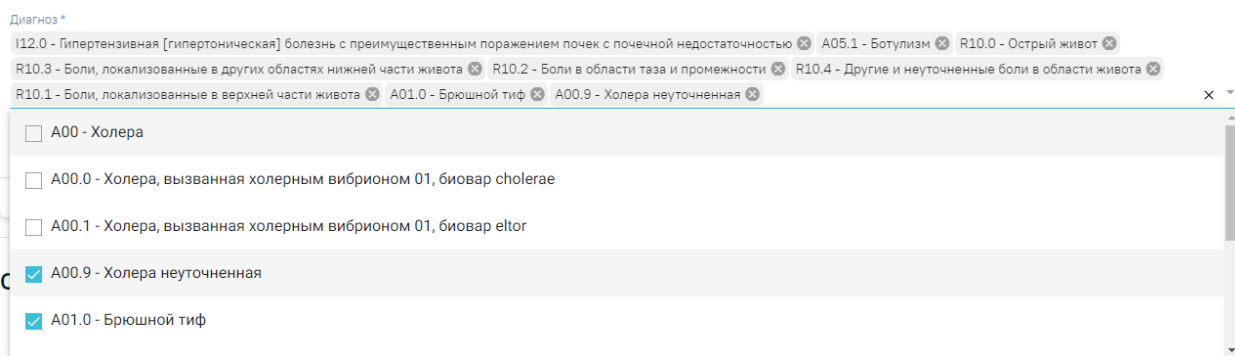 Диагноз *
I12.0 - Гипертензивная [гипертоническая] болезнь с преимущественным поражением почек с почечной недостаточностью A05.1 - Ботулизм R10.0 - Острый живот
R10.3 - Боли, локализованные в других областях нижней части живота R10.2 - Боли в области таза и промежности R10.4 - Другие и неуточненные боли в области живота
R10.1 - Боли, локализованные в верхней части живота A01.0 - Брюшной тиф A00.9 - Холера неуточненная
A00 - Холера
A00.0 - Холера, вызванная холерным вибрионом 01, биовар cholerae
A00.1 - Холера, вызванная холерным вибрионом 01, биовар eltor
A00.9 - Холера неуточненная
A01.0 - Брюшной тиф